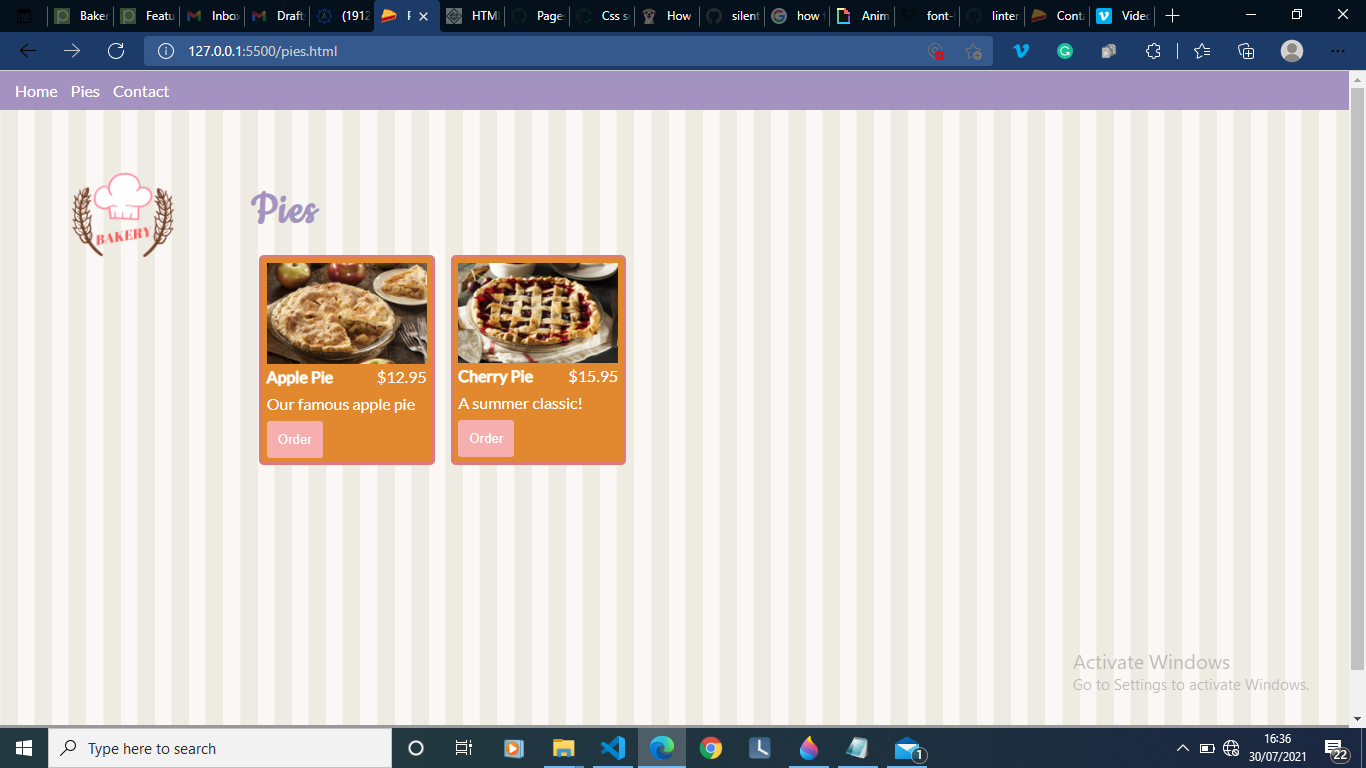 Baker
Featu
Inbox
Draft
(1912
P
HTMl
Page
Css s
How
silent
how t
Anim
font-
linter
Cont
Video
127.0.0.1:5500/pies.html
Home Pies Contact
BAKERY
Pies
Apple Pie $12.95
Our famous apple pie
Order
Cherry Pie $15.95
A summer classic!
Order
Activate Windows
Go to Settings to activate Windows.
Type here to search
1
16:36
30/07/2021
22